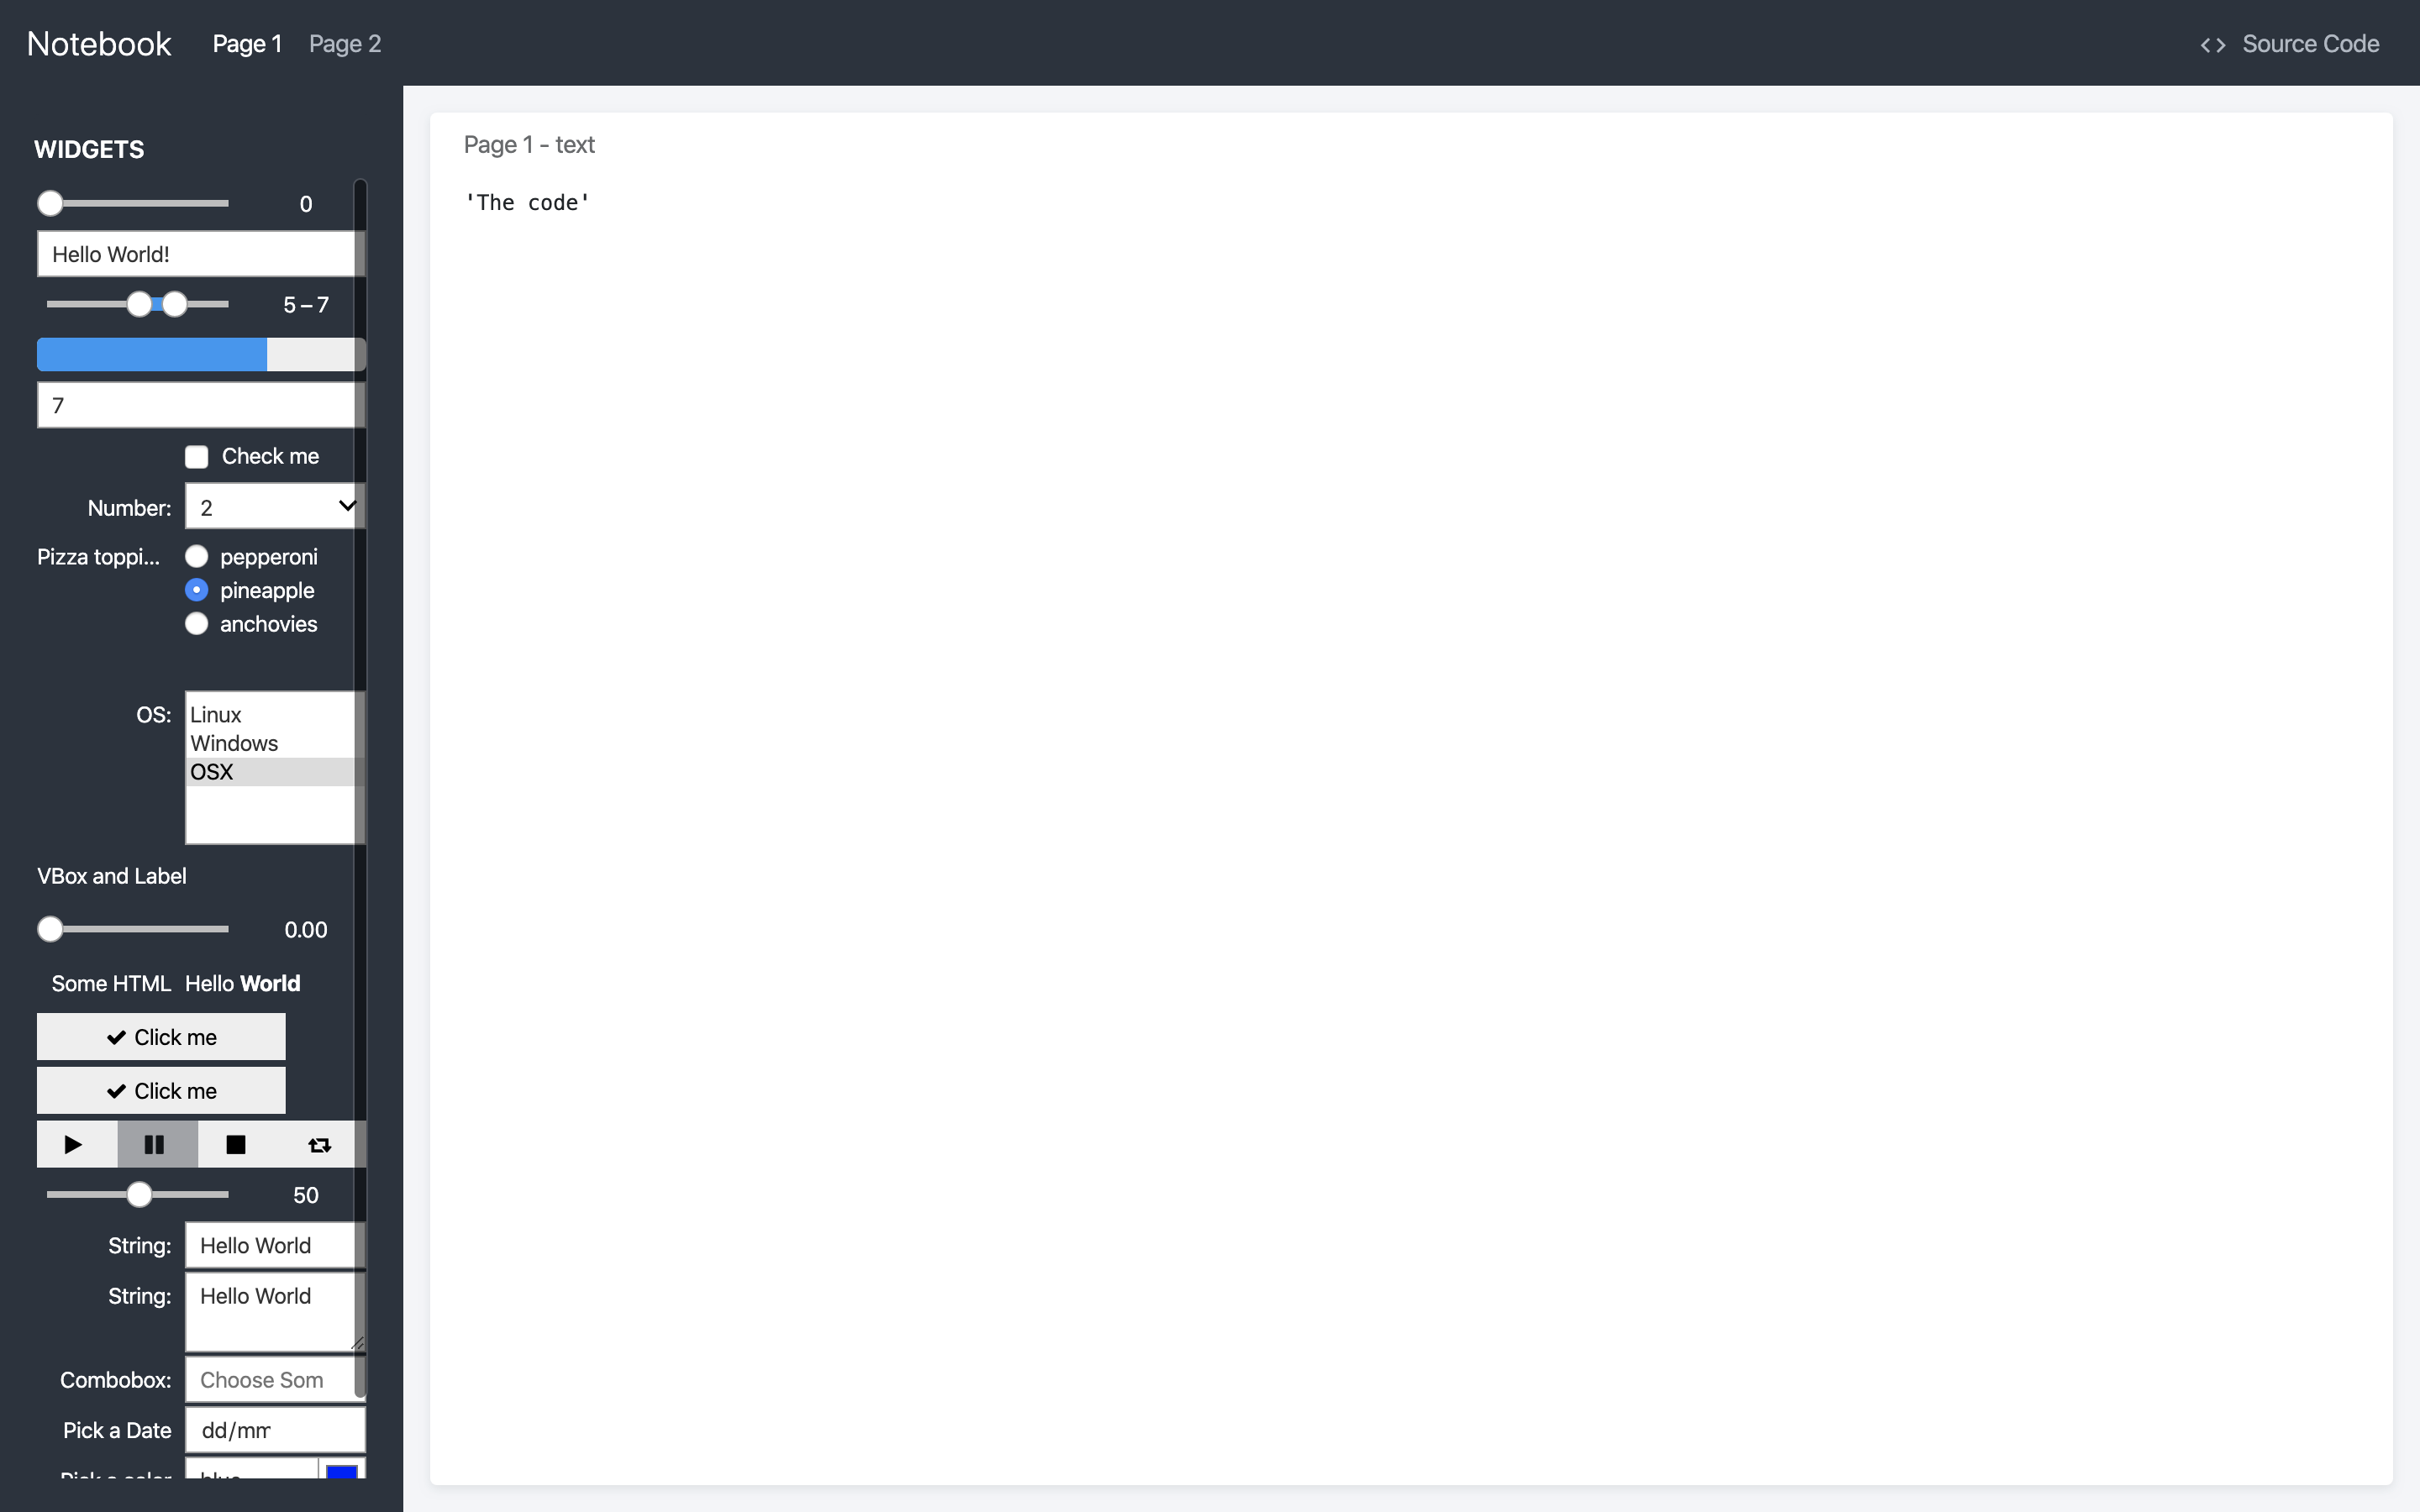 Notebook Page 1 Page 2 Source Code
WIDGETS
0
Hello World!
5 – 7
7
Check me
Number: 2
Pizza toppi... pepperoni
pineapple
anchovies
OS: Linux
Windows
OSX
VBox and Label
0.00
Some HTML Hello World
Click me
Click me
50
String: Hello World
String: Hello World
Combobox: Choose Som
Pick a Date dd/mm
Pick a color blue
Page 1 - text
'The code'